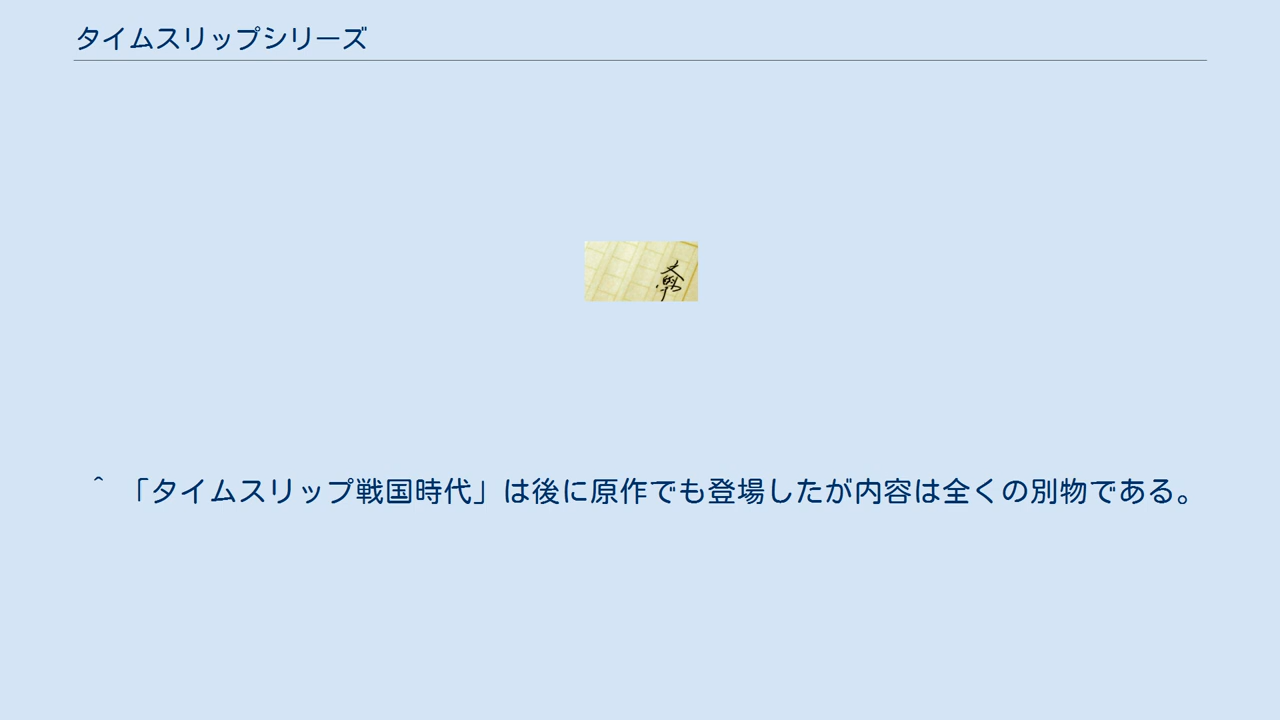 タイムスリップシリーズ
^ 「タイムスリップ戦国時代」は後に原作でも登場したが内容は全くの別物である。